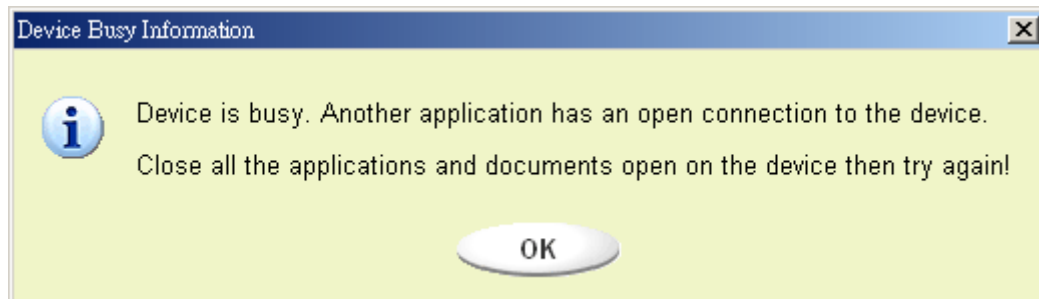 Device Busy Information
Device is busy. Another application has an open connection to the device.
Close all the applications and documents open on the device then try again!
OK